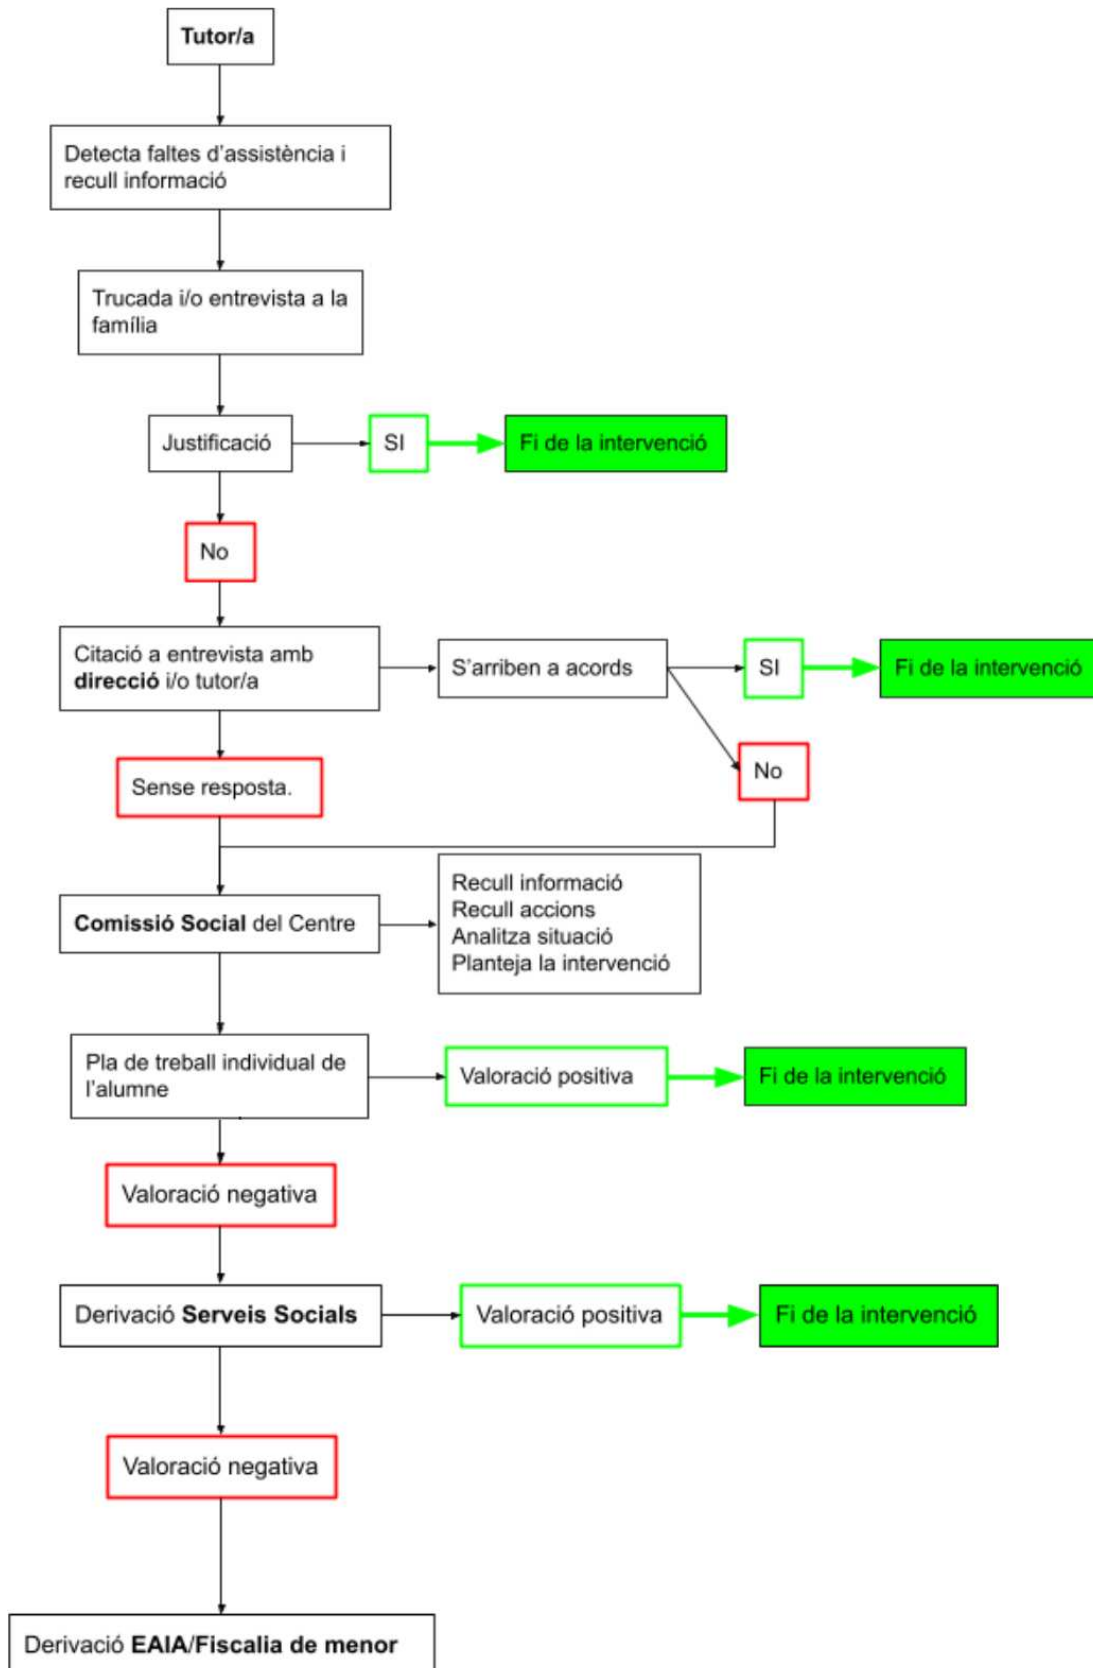 Tutor/a
Detecta faltes d'assistència i
recull informació
Trucada i/o entrevista a la
família
Justificació
SI
Fi de la intervenció
No
Citació a entrevista amb
direcció i/o tutor/a
S'arriben a acords
SI
Fi de la intervenció
No
Sense resposta.
Comissió Social del Centre
Recull informació
Recull accions
Analitza situació
Planteja la intervenció
Pla de treball individual de
l'alumne
Valoració positiva
Fi de la intervenció
Valoració negativa
Derivació Serveis Socials
Valoració positiva
Fi de la intervenció
Valoració negativa
Derivació EAIA/Fiscalia de menor